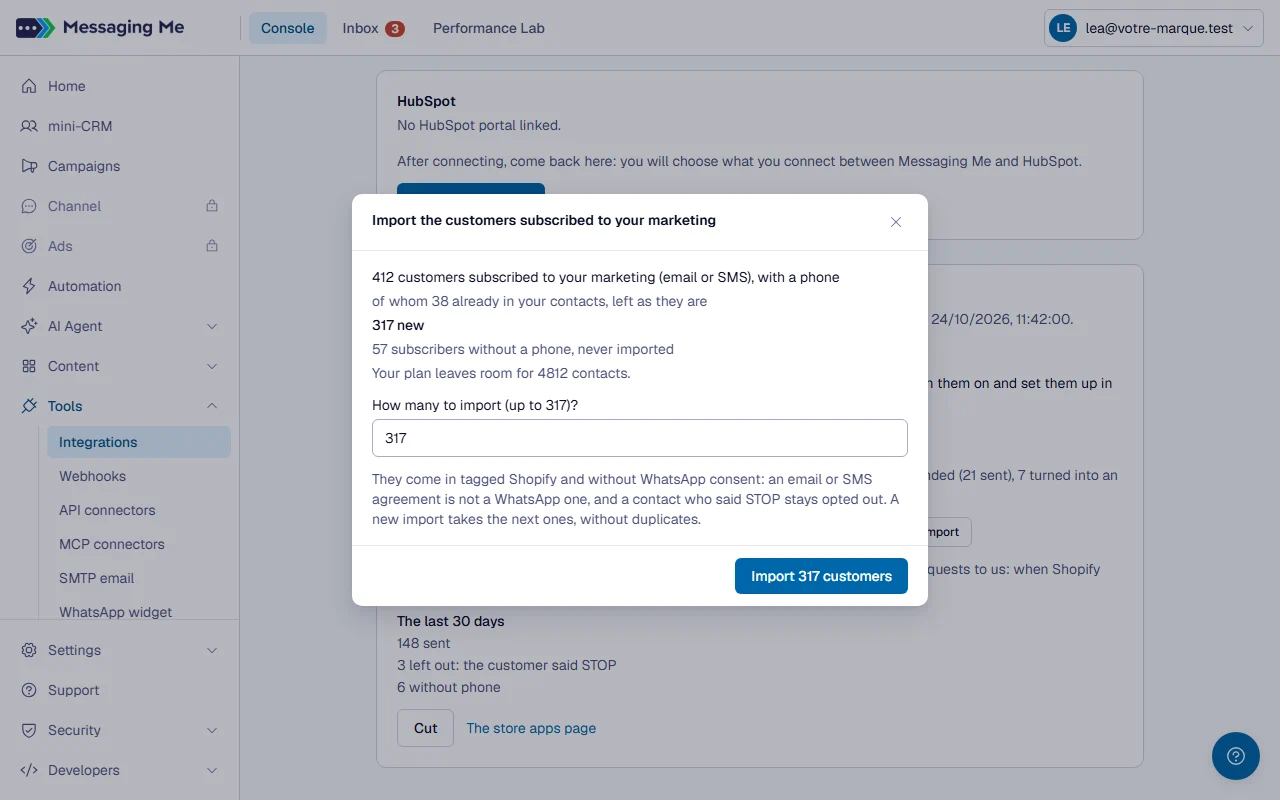 Messaging Me
Console
Inbox 3
Performance Lab
LE lea@votre-marque.test
Home
mini-CRM
Campaigns
Channel
Ads
Automation
AI Agent
Content
Tools
Integrations
Webhooks
API connectors
MCP connectors
SMTP email
WhatsApp widget
Settings
Support
Security
Developers
HubSpot
No HubSpot portal linked.
After connecting, come back here: you will choose what you connect between Messaging Me and HubSpot.
Import the customers subscribed to your marketing
412 customers subscribed to your marketing (email or SMS), with a phone
of whom 38 already in your contacts, left as they are
317 new
57 subscribers without a phone, never imported
Your plan leaves room for 4812 contacts.
How many to import (up to 317)?
317
They come in tagged Shopify and without WhatsApp consent: an email or SMS
agreement is not a WhatsApp one, and a contact who said STOP stays opted out. A
new import takes the next ones, without duplicates.
Import 317 customers
24/10/2026, 11:42:00.
them on and set them up in
(21 sent), 7 turned into an
to us: when Shopify
The last 30 days
148 sent
3 left out: the customer said STOP
6 without phone
Cut
The store apps page